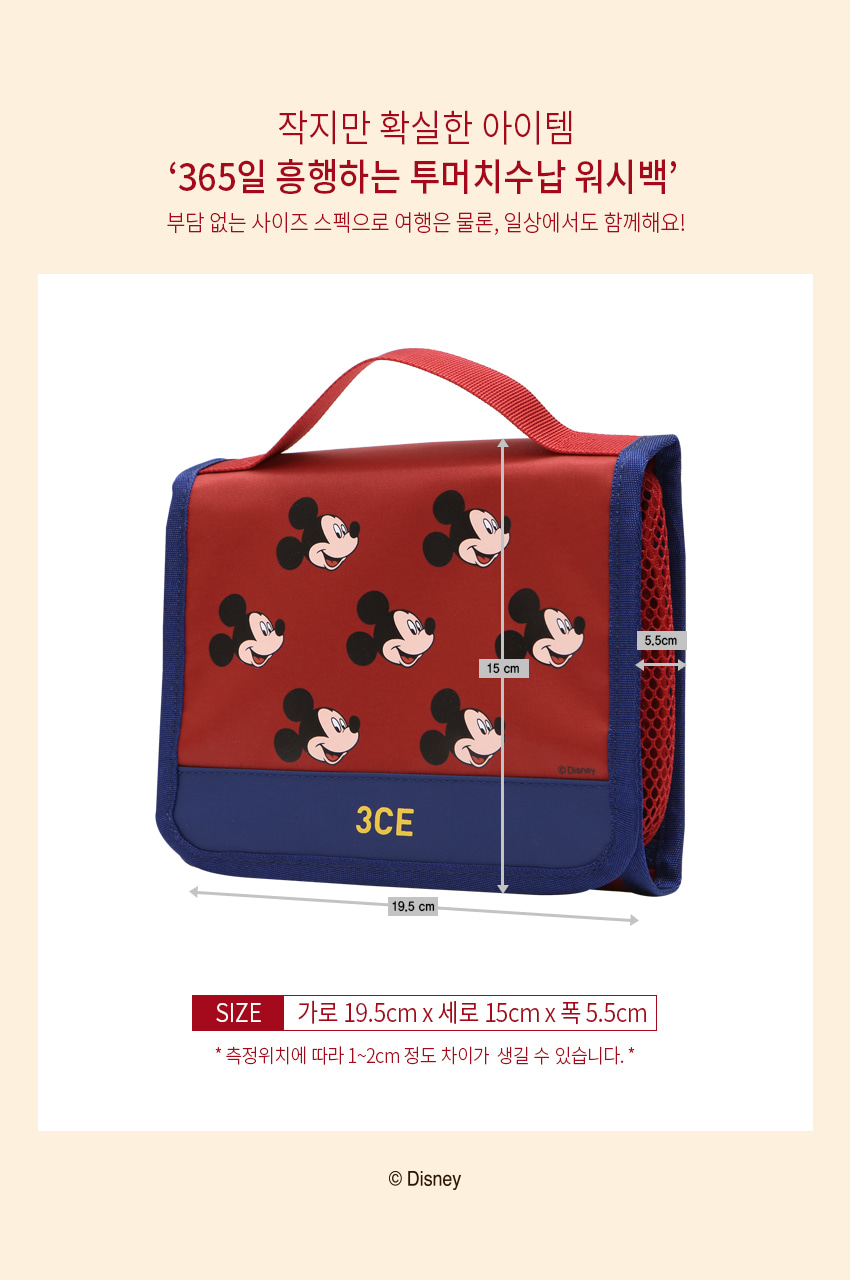 작지만 확실한 아이템
‘365일 흥행하는 투머치수납 워시백’
부담 없는 사이즈 스펙으로 여행은 물론, 일상에서도 함께해요!
5.5cm
15 cm
© Disney
3CE
19.5 cm
SIZE 가로 19.5cm x 세로 15cm x 폭 5.5cm
* 측정위치에 따라 1~2cm 정도 차이가 생길 수 있습니다. *
© Disney